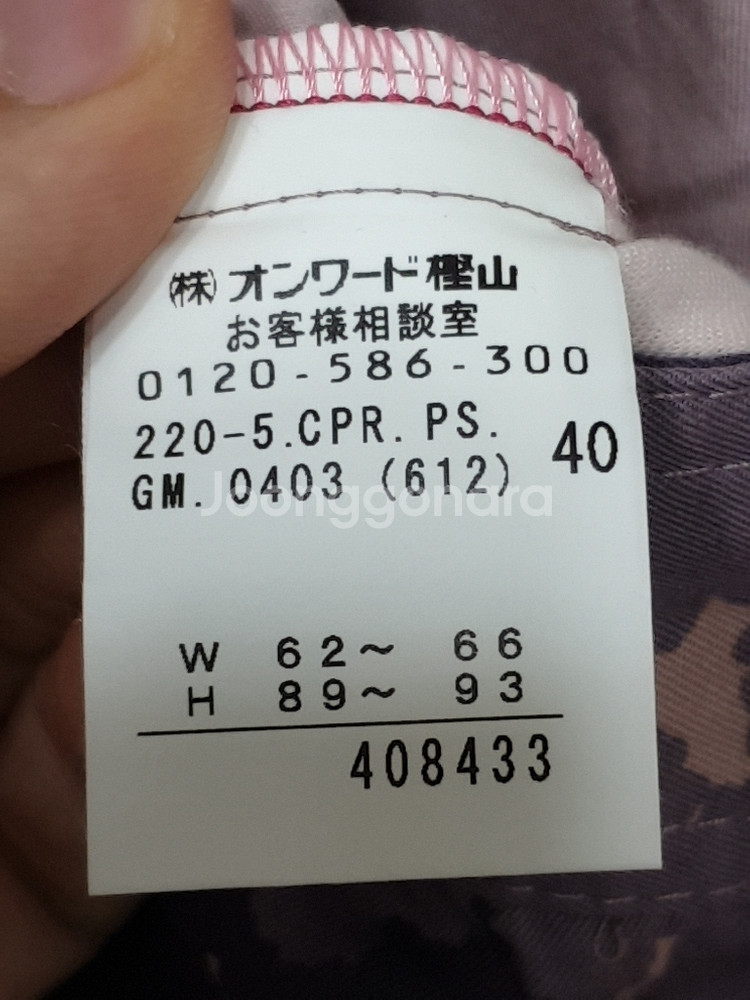 ㈱オンワード樫山
お客様相談室
0120-586-300
220-5.CPR.PS.
40
GM.0403 (612)
Joonggonara
W 62~ 66
H 89~ 93
408433